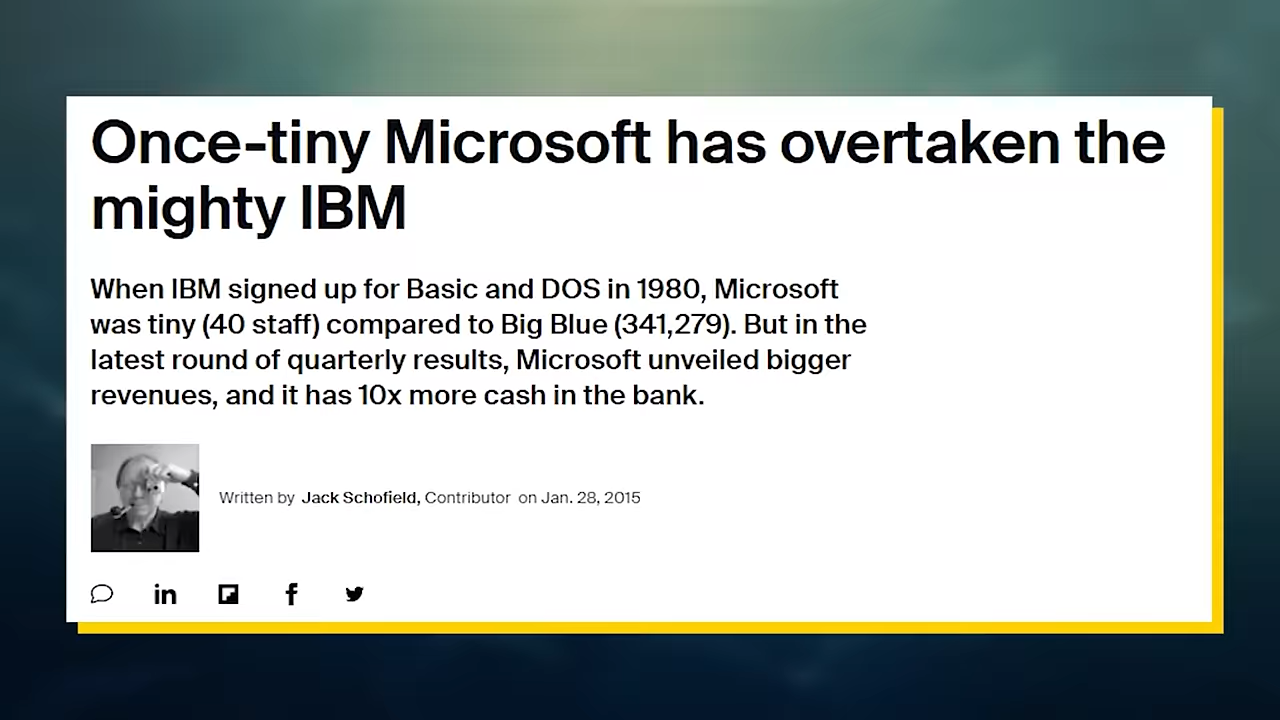 Once-tiny Microsoft has overtaken the
mighty IBM
When IBM signed up for Basic and DOS in 1980, Microsoft
was tiny (40 staff) compared to Big Blue (341,279). But in the
latest round of quarterly results, Microsoft unveiled bigger
revenues, and it has 10x more cash in the bank.
Written by Jack Schofield, Contributor on Jan. 28, 2015